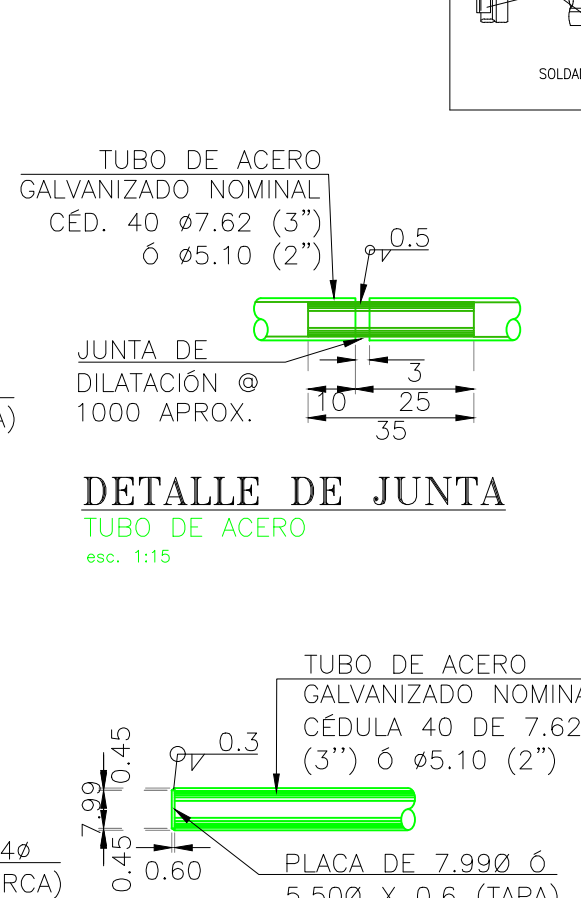 SOLDA
TUBO DE ACERO
GALVANIZADO NOMINAL
CÉD. 40 ø7.62 (3")
Ó ø5.10 (2")
0.5
JUNTA DE
DILATACIÓN @
1000 APROX.
3
10
25
35
A)
DETALLE DE JUNTA
TUBO DE ACERO
esc. 1:15
TUBO DE ACERO
GALVANIZADO NOMINA
CÉDULA 40 DE 7.62
(3'') Ó ø5.10 (2")
0.3
0.45
7.99
0.45
0.60
4ø
RCA)
PLACA DE 7.99Ø Ó
5.50Ø X 0.6 (TAPA)